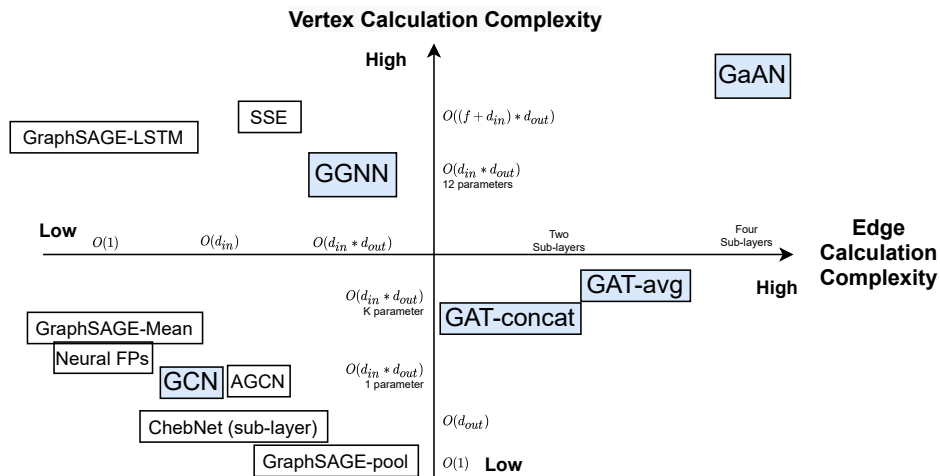 Vertex Calculation Complexity
High
GaAN
SSE
O((f + d_in) * d_out)
GraphSAGE-LSTM
GGNN
O(d_in * d_out)
12 parameters
Low
O(1)
O(d_in)
O(d_in * d_out)
Two
Sub-layers
Four
Sub-layers
Edge
Calculation
Complexity
High
GAT-avg
O(d_in * d_out)
K parameter
GAT-concat
GraphSAGE-Mean
Neural FPs
GCN
AGCN
O(d_in * d_out)
1 parameter
ChebNet (sub-layer)
O(d_out)
GraphSAGE-pool
O(1)
Low